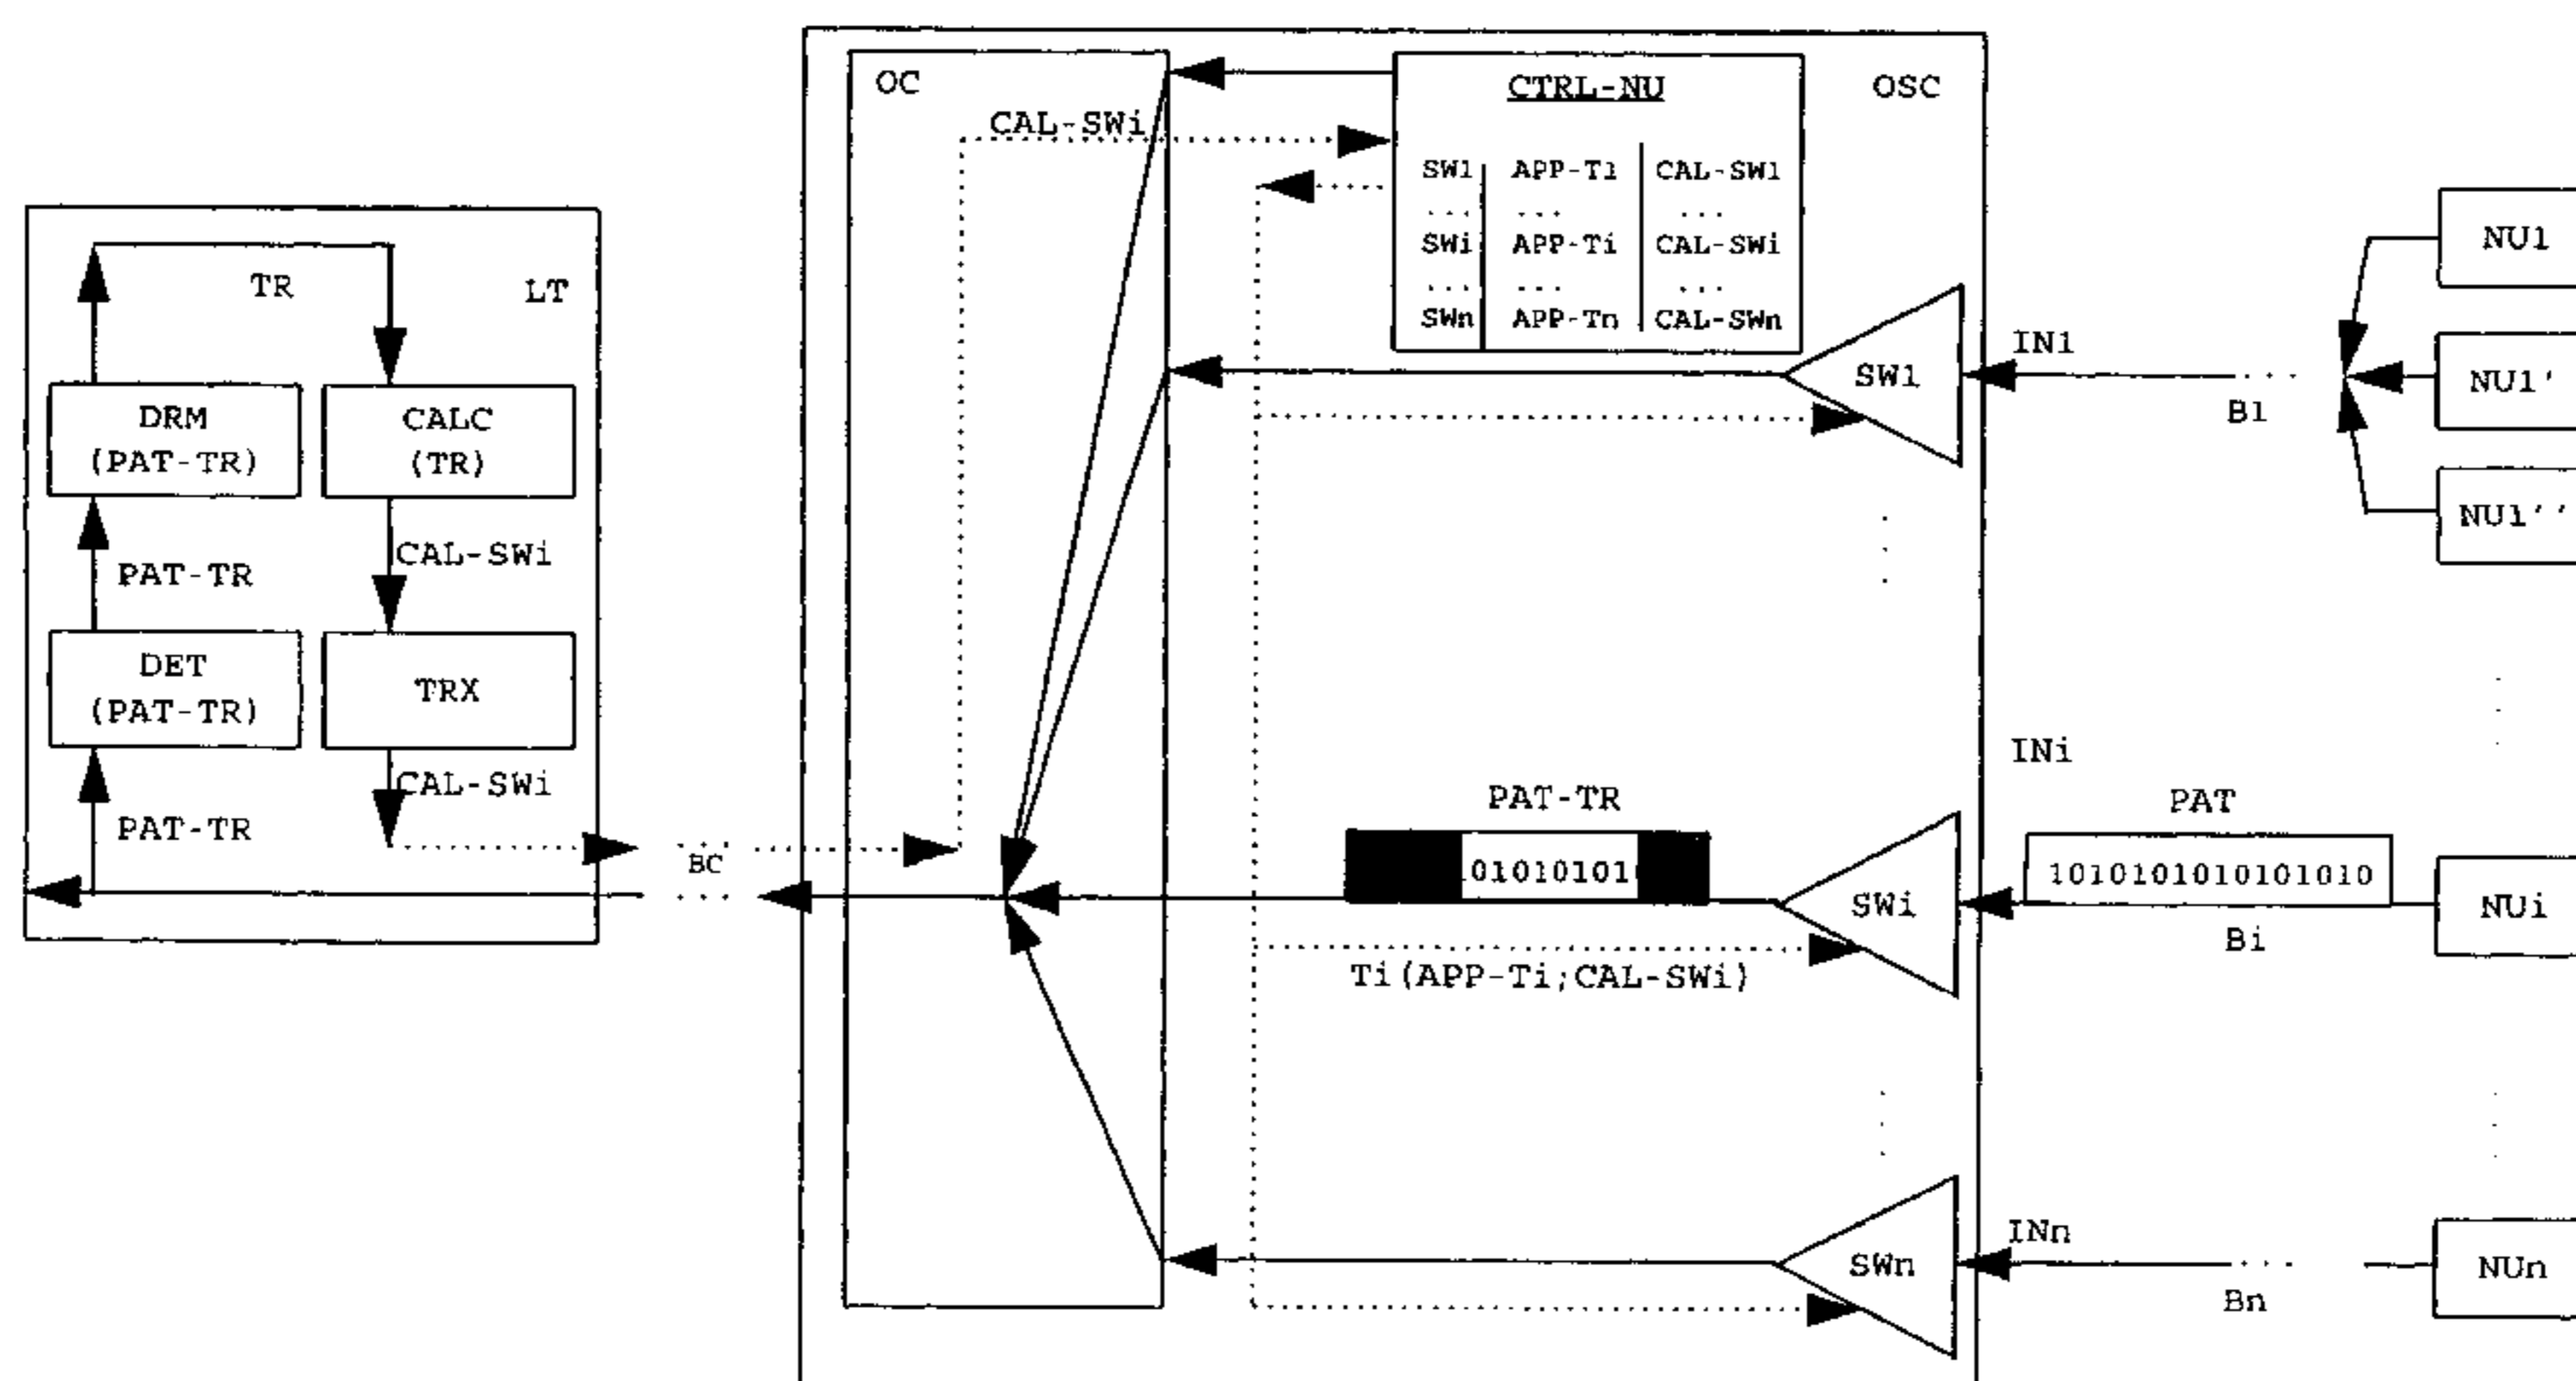 OC
CTRL-NU
OSC
CAL-SWi
SW1 APP-T1 CAL-SW1
... ... ...
SWi APP-Ti CAL-SWi
... ... ...
SWn APP-Tn CAL-SWn
TR
LT
DRM
(PAT-TR)
CALC
(TR)
CAL-SWi
PAT-TR
DET
(PAT-TR)
TRX
CAL-SWi
PAT-TR
BC
SW1
IN1
B1
NU1
NU1'
NU1''
INi
PAT-TR
01010101
SWi
PAT
1010101010101010
Bi
NUi
Ti(APP-Ti;CAL-SWi)
SWn
INn
Bn
NUn